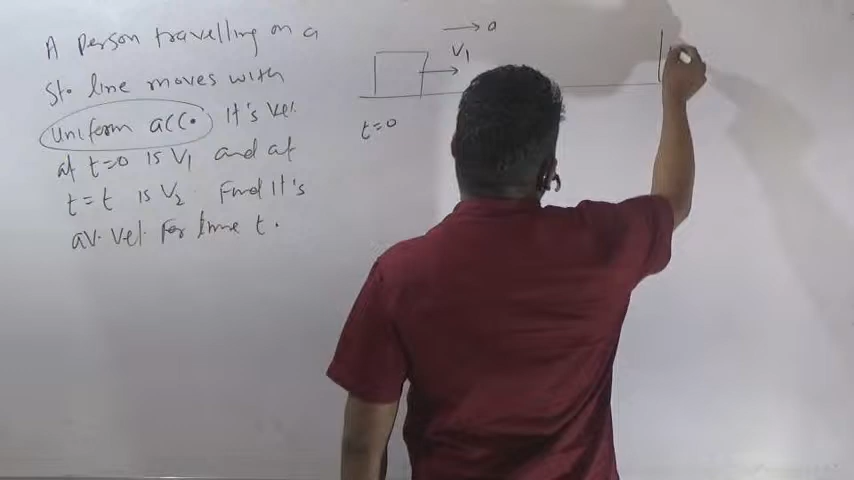 A person travelling on a
St. line moves with
Uniform acc. It's vel.
at t=0 is V₁ and at
t=t is V₂ Find It's
av. vel. for time t.
→ a
V₁
t=0